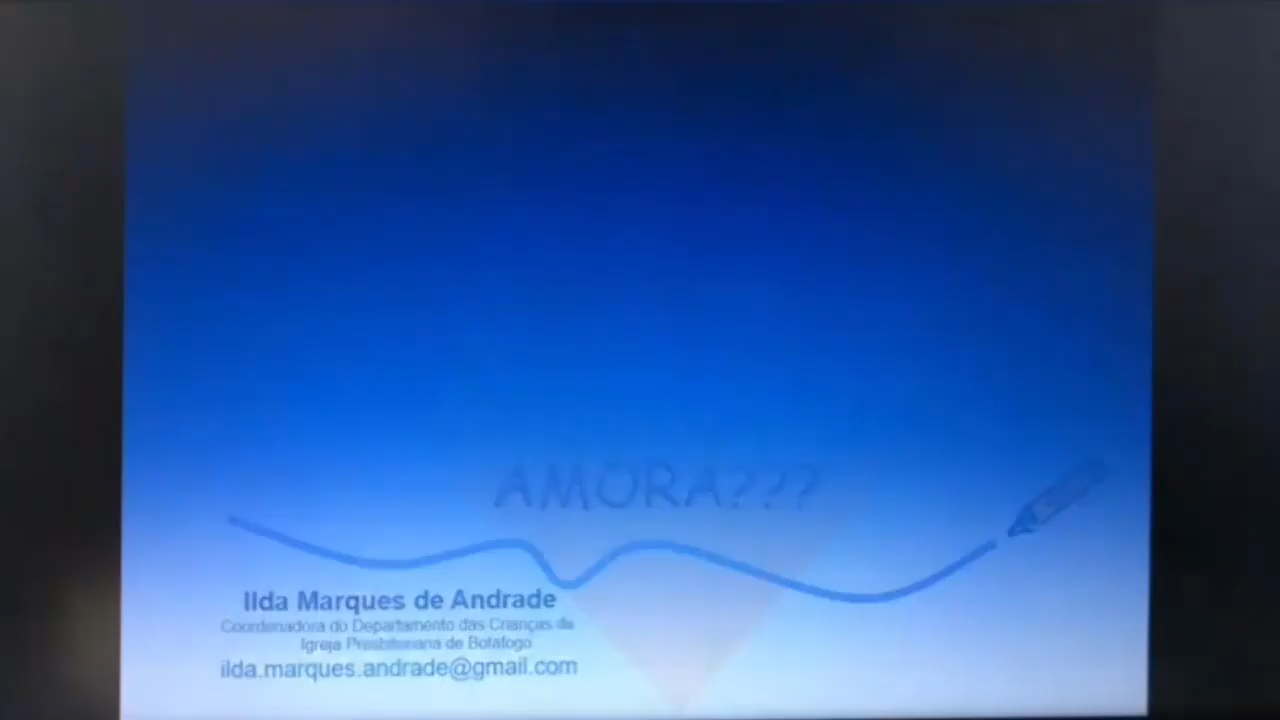 AMORA???
Ilda Marques de Andrade
Coordenadora do Departamento das Crianças da
Igreja Presbiteriana de Botafogo
ilda.marques.andrade@gmail.com